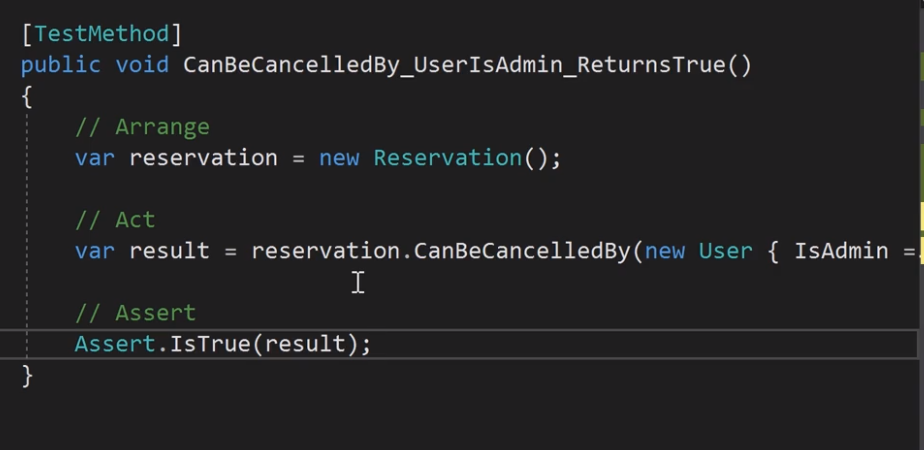 [TestMethod]
public void CanBeCancelledBy_UserIsAdmin_ReturnsTrue()
{
// Arrange
var reservation = new Reservation();
// Act
var result = reservation.CanBeCancelledBy(new User { IsAdmin =
// Assert
Assert.IsTrue(result);
}